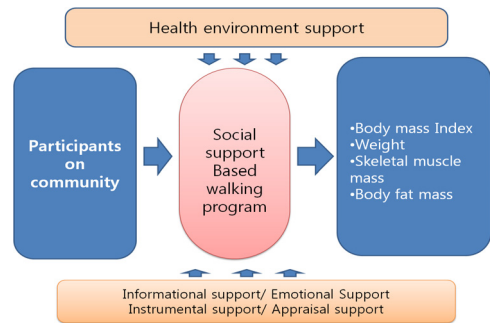 Health environment support
Participants
on
community
Social
support
Based
walking
program
•Body mass Index
•Weight
•Skeletal muscle
mass
•Body fat mass
Informational support/ Emotional Support
Instrumental support/ Appraisal support